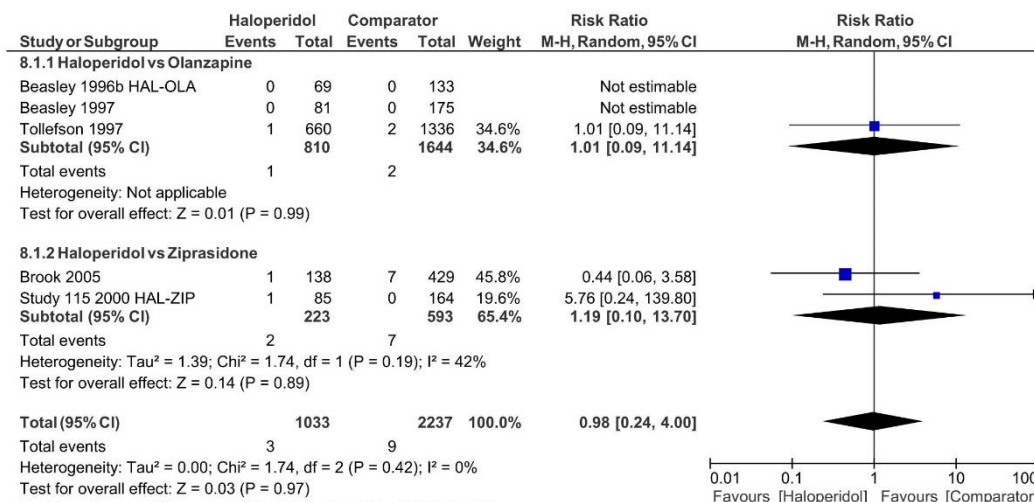 Haloperidol Comparator Risk Ratio Risk Ratio
Study or Subgroup Events Total Events Total Weight M-H, Random, 95% CI M-H, Random, 95% CI
8.1.1 Haloperidol vs Olanzapine
Beasley 1996b HAL-OLA 0 69 0 133 Not estimable
Beasley 1997 0 81 0 175 Not estimable
Tollefson 1997 1 660 2 1336 34.6% 1.01 [0.09, 11.14]
Subtotal (95% CI) 810 1644 34.6% 1.01 [0.09, 11.14]
Total events 1 2
Heterogeneity: Not applicable
Test for overall effect: Z = 0.01 (P = 0.99)
8.1.2 Haloperidol vs Ziprasidone
Brook 2005 1 138 7 429 45.8% 0.44 [0.06, 3.58]
Study 115 2000 HAL-ZIP 1 85 0 164 19.6% 5.76 [0.24, 139.80]
Subtotal (95% CI) 223 593 65.4% 1.19 [0.10, 13.70]
Total events 2 7
Heterogeneity: Tau² = 1.39; Chi² = 1.74, df = 1 (P = 0.19); I² = 42%
Test for overall effect: Z = 0.14 (P = 0.89)
Total (95% CI) 1033 2237 100.0% 0.98 [0.24, 4.00]
Total events 3 9
Heterogeneity: Tau² = 0.00; Chi² = 1.74, df = 2 (P = 0.42); I² = 0%
Test for overall effect: Z = 0.03 (P = 0.97)
0.01 0.1 1 10 100
Favours [Haloperidol] Favours [Comparator